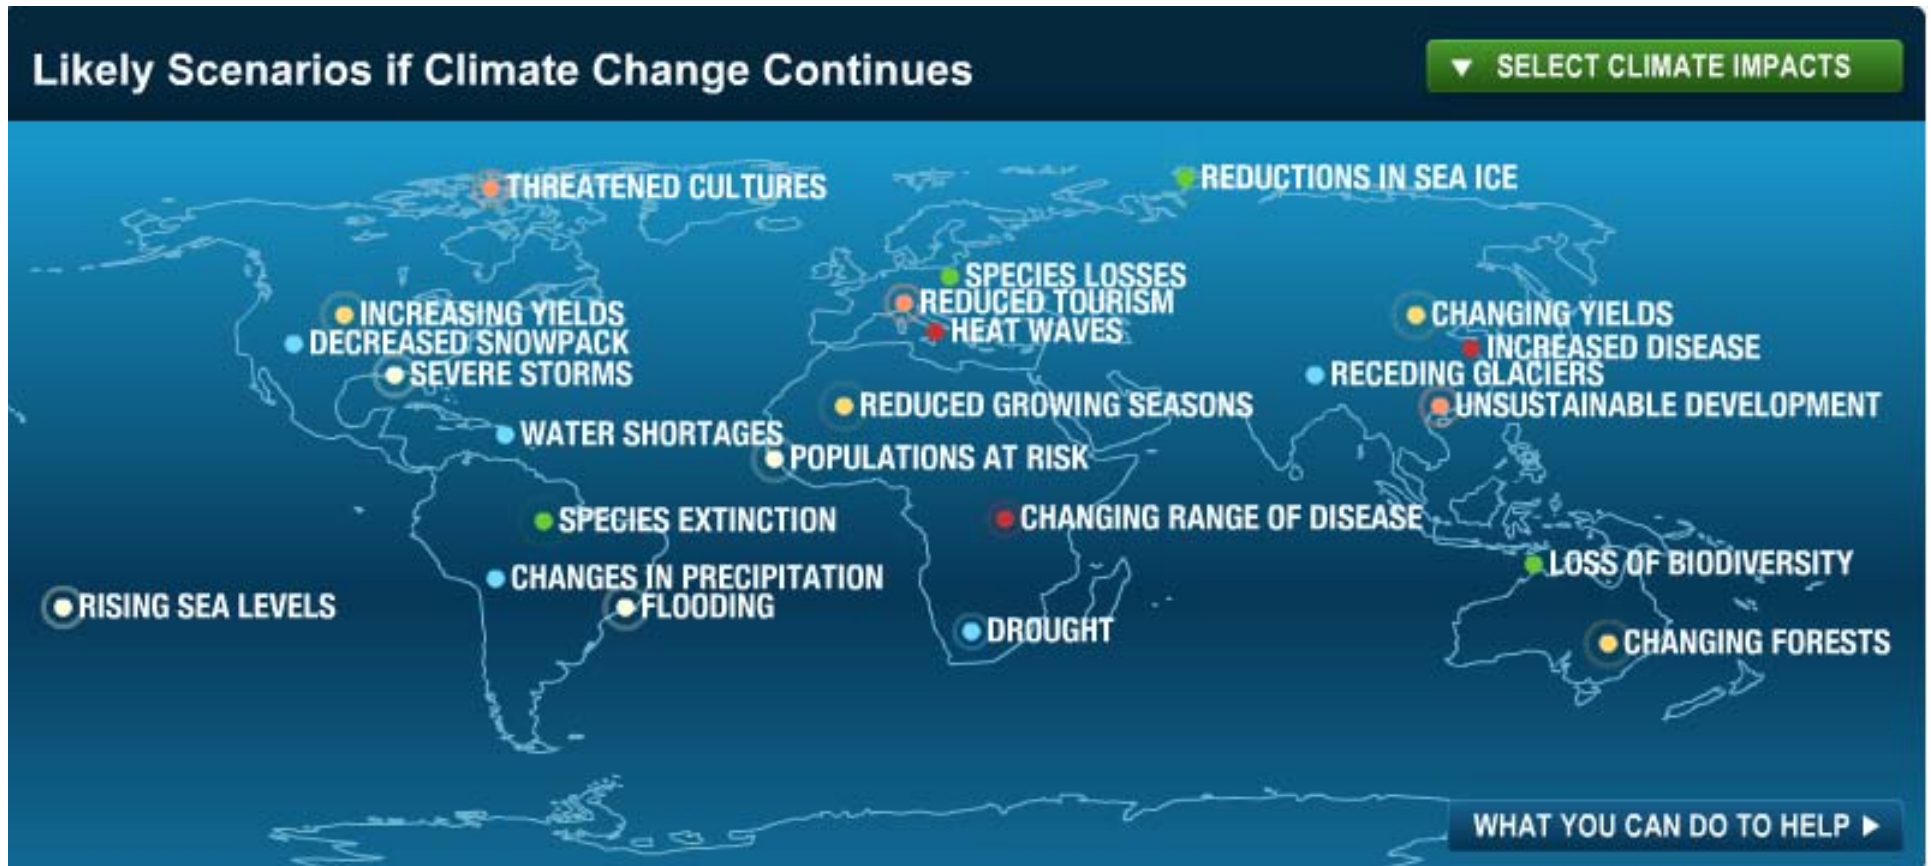 Likely Scenarios if Climate Change Continues
▼ SELECT CLIMATE IMPACTS
REDUCTIONS IN SEA ICE
THREATENED CULTURES
SPECIES LOSSES
REDUCED TOURISM
INCREASING YIELDS
CHANGING YIELDS
HEAT WAVES
DECREASED SNOWPACK
INCREASED DISEASE
SEVERE STORMS
RECEDING GLACIERS
REDUCED GROWING SEASONS
UNSUSTAINABLE DEVELOPMENT
WATER SHORTAGES
POPULATIONS AT RISK
SPECIES EXTINCTION
CHANGING RANGE OF DISEASE
LOSS OF BIODIVERSITY
CHANGES IN PRECIPITATION
RISING SEA LEVELS
FLOODING
DROUGHT
CHANGING FORESTS
WHAT YOU CAN DO TO HELP ▶